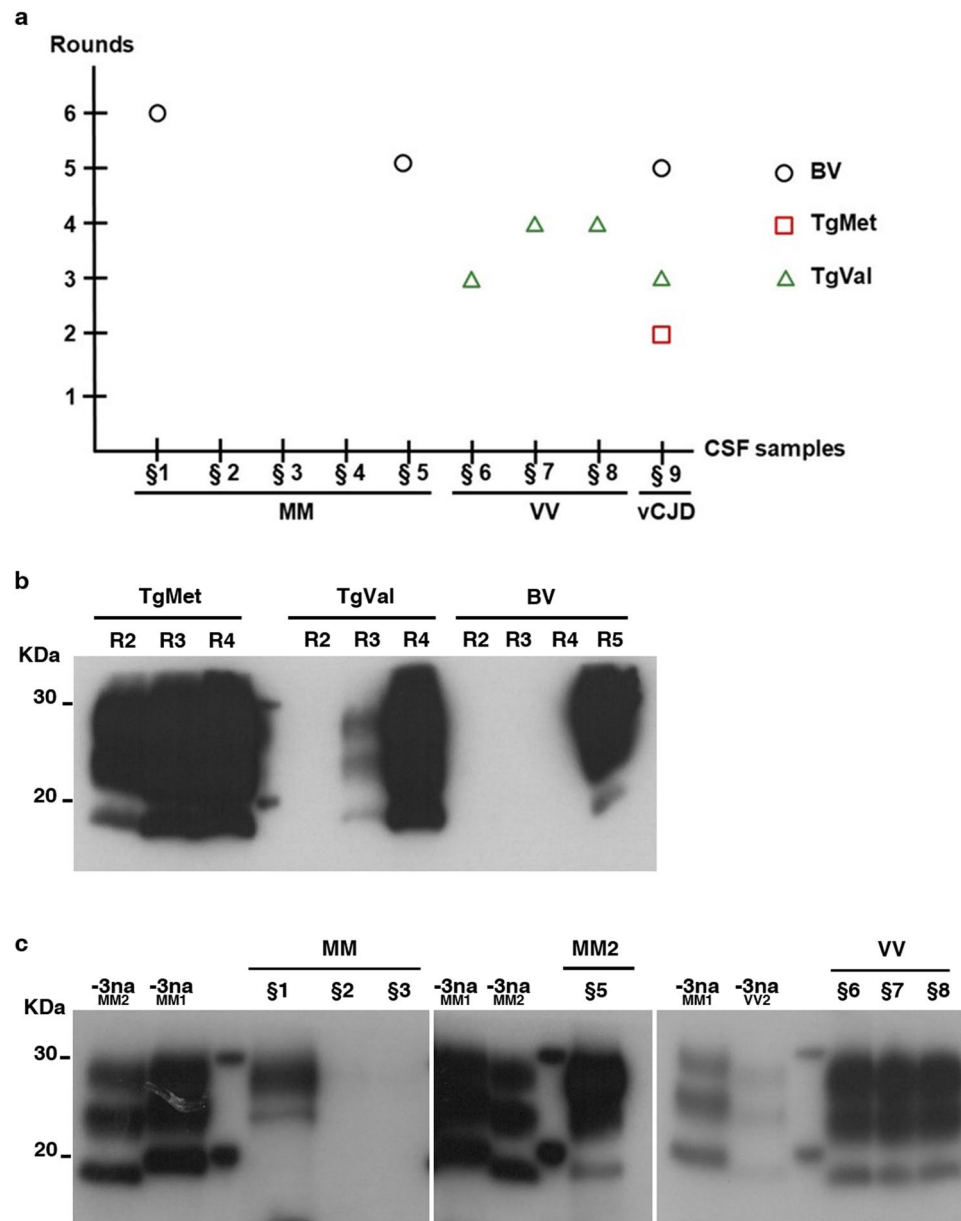 a
Rounds
6
5
4
3
2
1
BV
TgMet
TgVal
CSF samples
§1 §2 §3 §4 §5 §6 §7 §8 §9
MM VV vCJD
b
TgMet TgVal BV
R2 R3 R4 R2 R3 R4 R2 R3 R4 R5
KDa
30
20
c
MM MM2 VV
-3na -3na §1 §2 §3 -3na -3na §5 -3na -3na §6 §7 §8
MM2 MM1 MM1 MM2 MM1 VV2
KDa
30
20